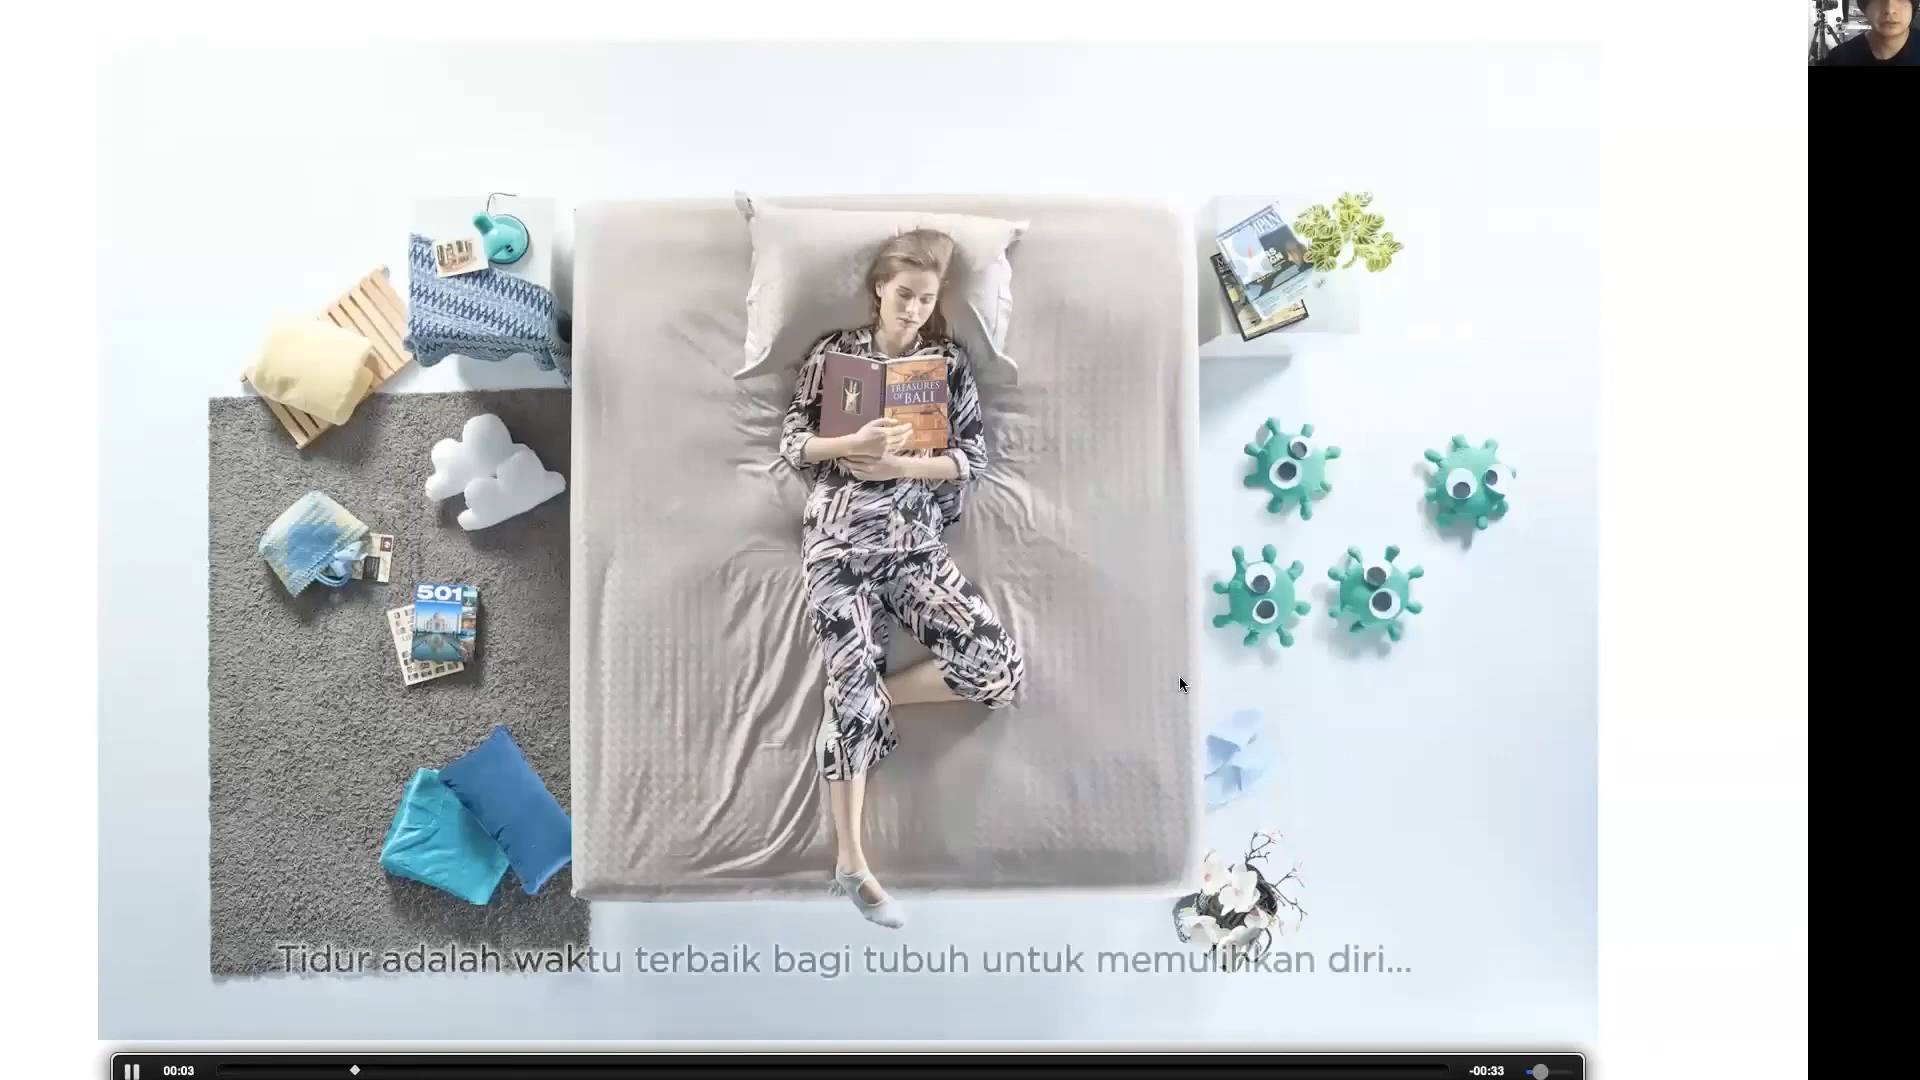 TREASURES
OF BALI
501
Tidur adalah waktu terbaik bagi tubuh untuk memulihkan diri...
00:03
-00:33